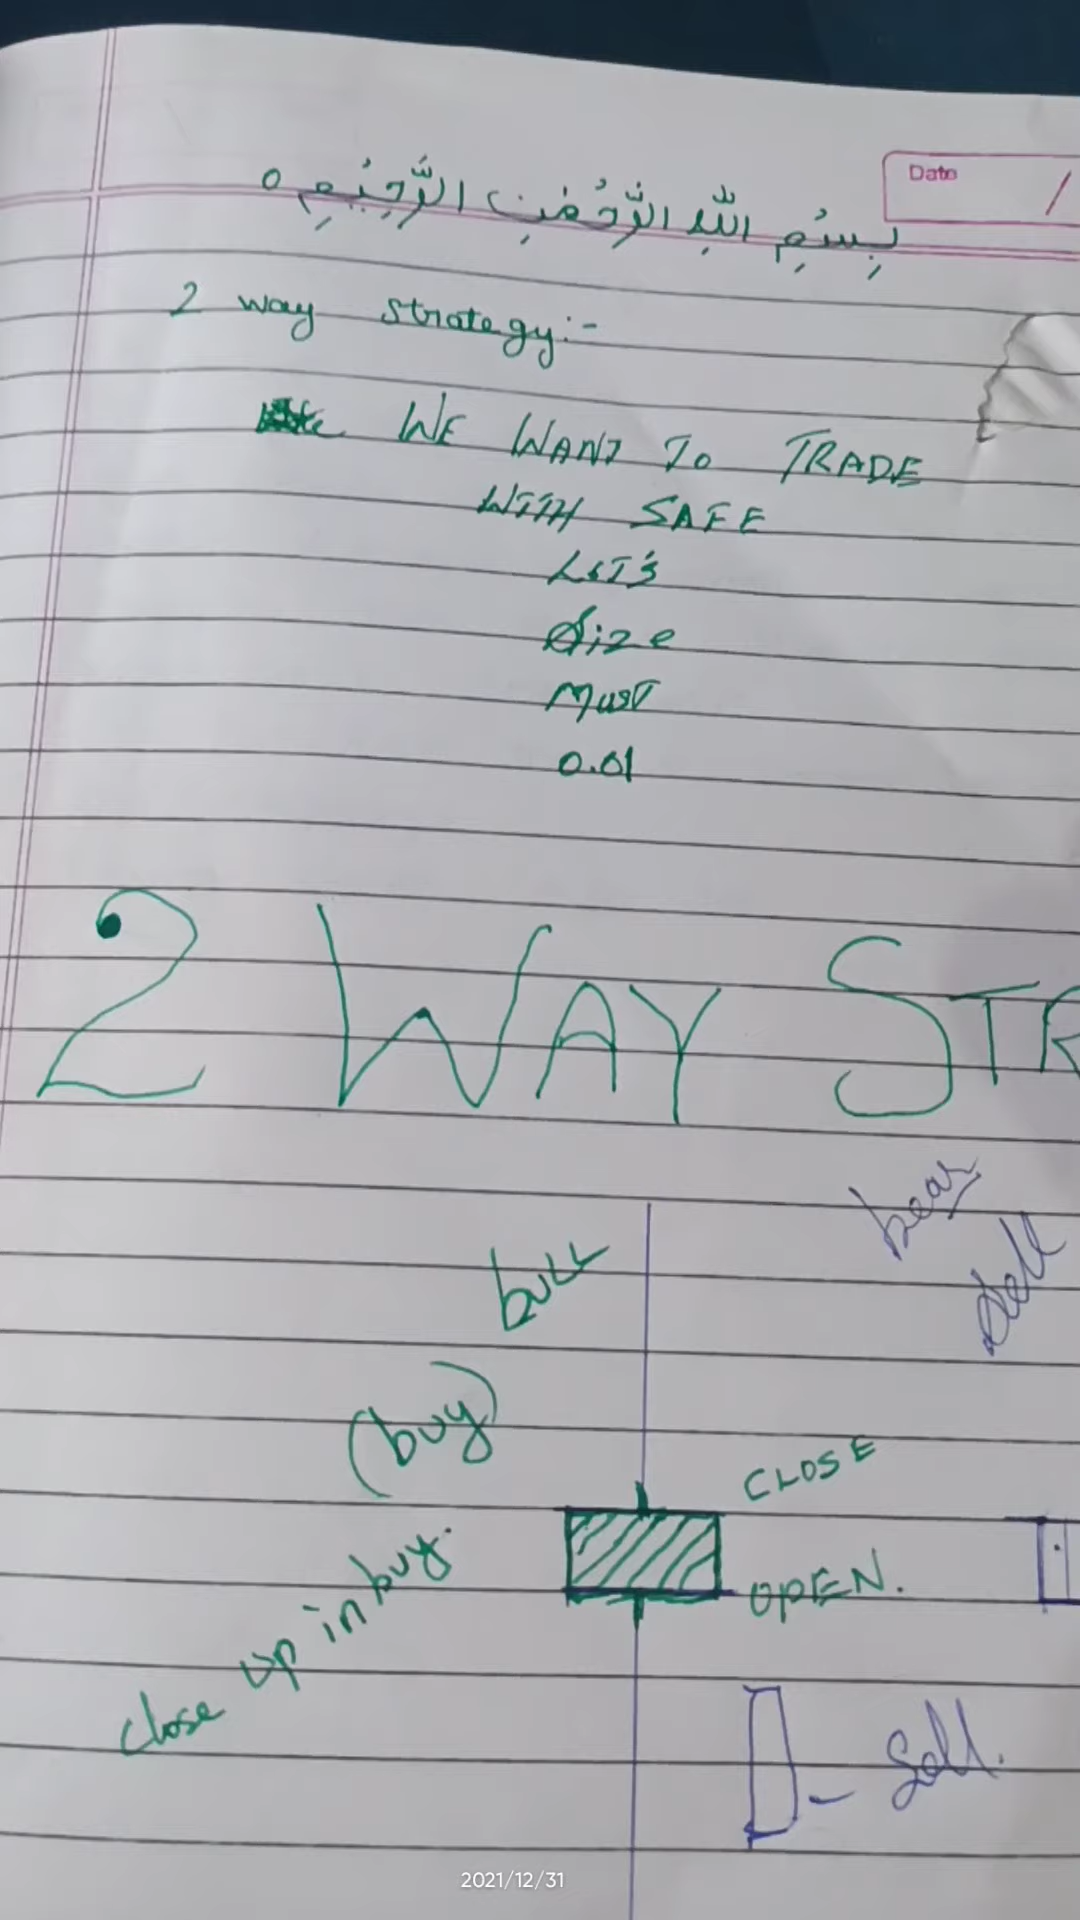 بِسْمِ اللّٰهِ الرَّحْمٰنِ الرَّحِيْمِ ०
Date /
2 way strategy:-
WE WANT TO TRADE
WITH SAFE
LOT'S
Size
Must
0.01
2 WAY STR
bear
sell
bull
(buy)
CLOSE
OPEN.
close up in buy.
- Sell.
2021/12/31